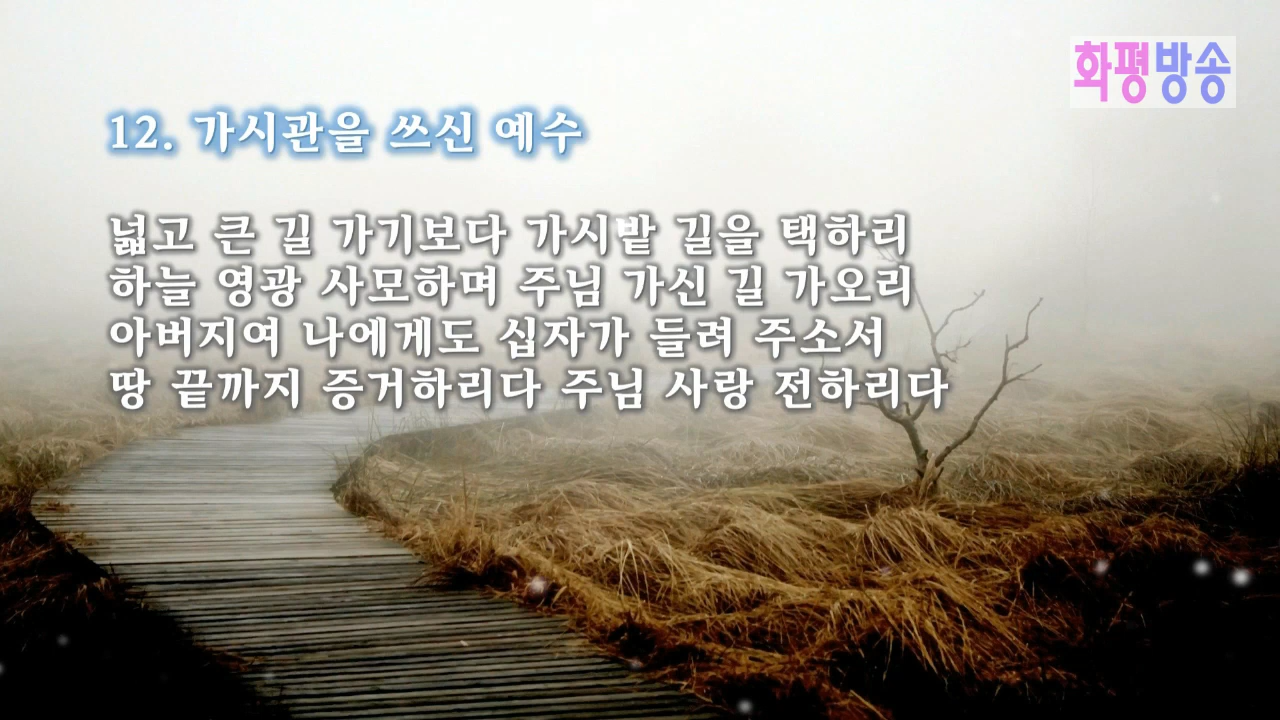 화평방송
12. 가시관을 쓰신 예수
넓고 큰 길 가기보다 가시밭 길을 택하리
하늘 영광 사모하며 주님 가신 길 가오리
아버지여 나에게도 십자가 들려 주소서
땅 끝까지 증거하리다 주님 사랑 전하리다